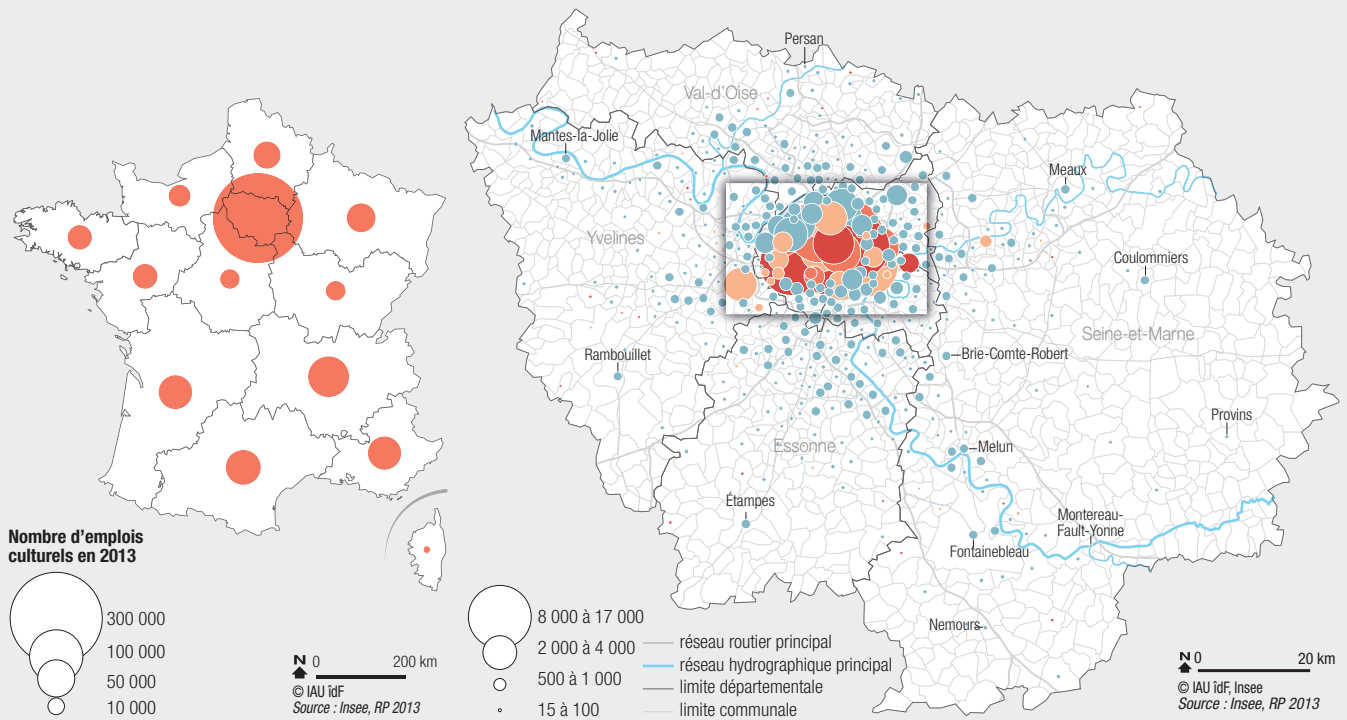 Persan
Val-d'Oise
Mantes-la-Jolie
Meaux
Yvelines
Coulommiers
Seine-et-Marne
Rambouillet
Brie-Comte-Robert
Provins
Essonne
Melun
Étampes
Montereau-
Fault-Yonne
Fontainebleau
Nemours
Nombre d'emplois
culturels en 2013
300 000
100 000
50 000
10 000
N 0 200 km
© IAU îdF
Source : Insee, RP 2013
8 000 à 17 000
2 000 à 4 000
500 à 1 000
15 à 100
réseau routier principal
réseau hydrographique principal
limite départementale
limite communale
N 0 20 km
© IAU îdF, Insee
Source : Insee, RP 2013